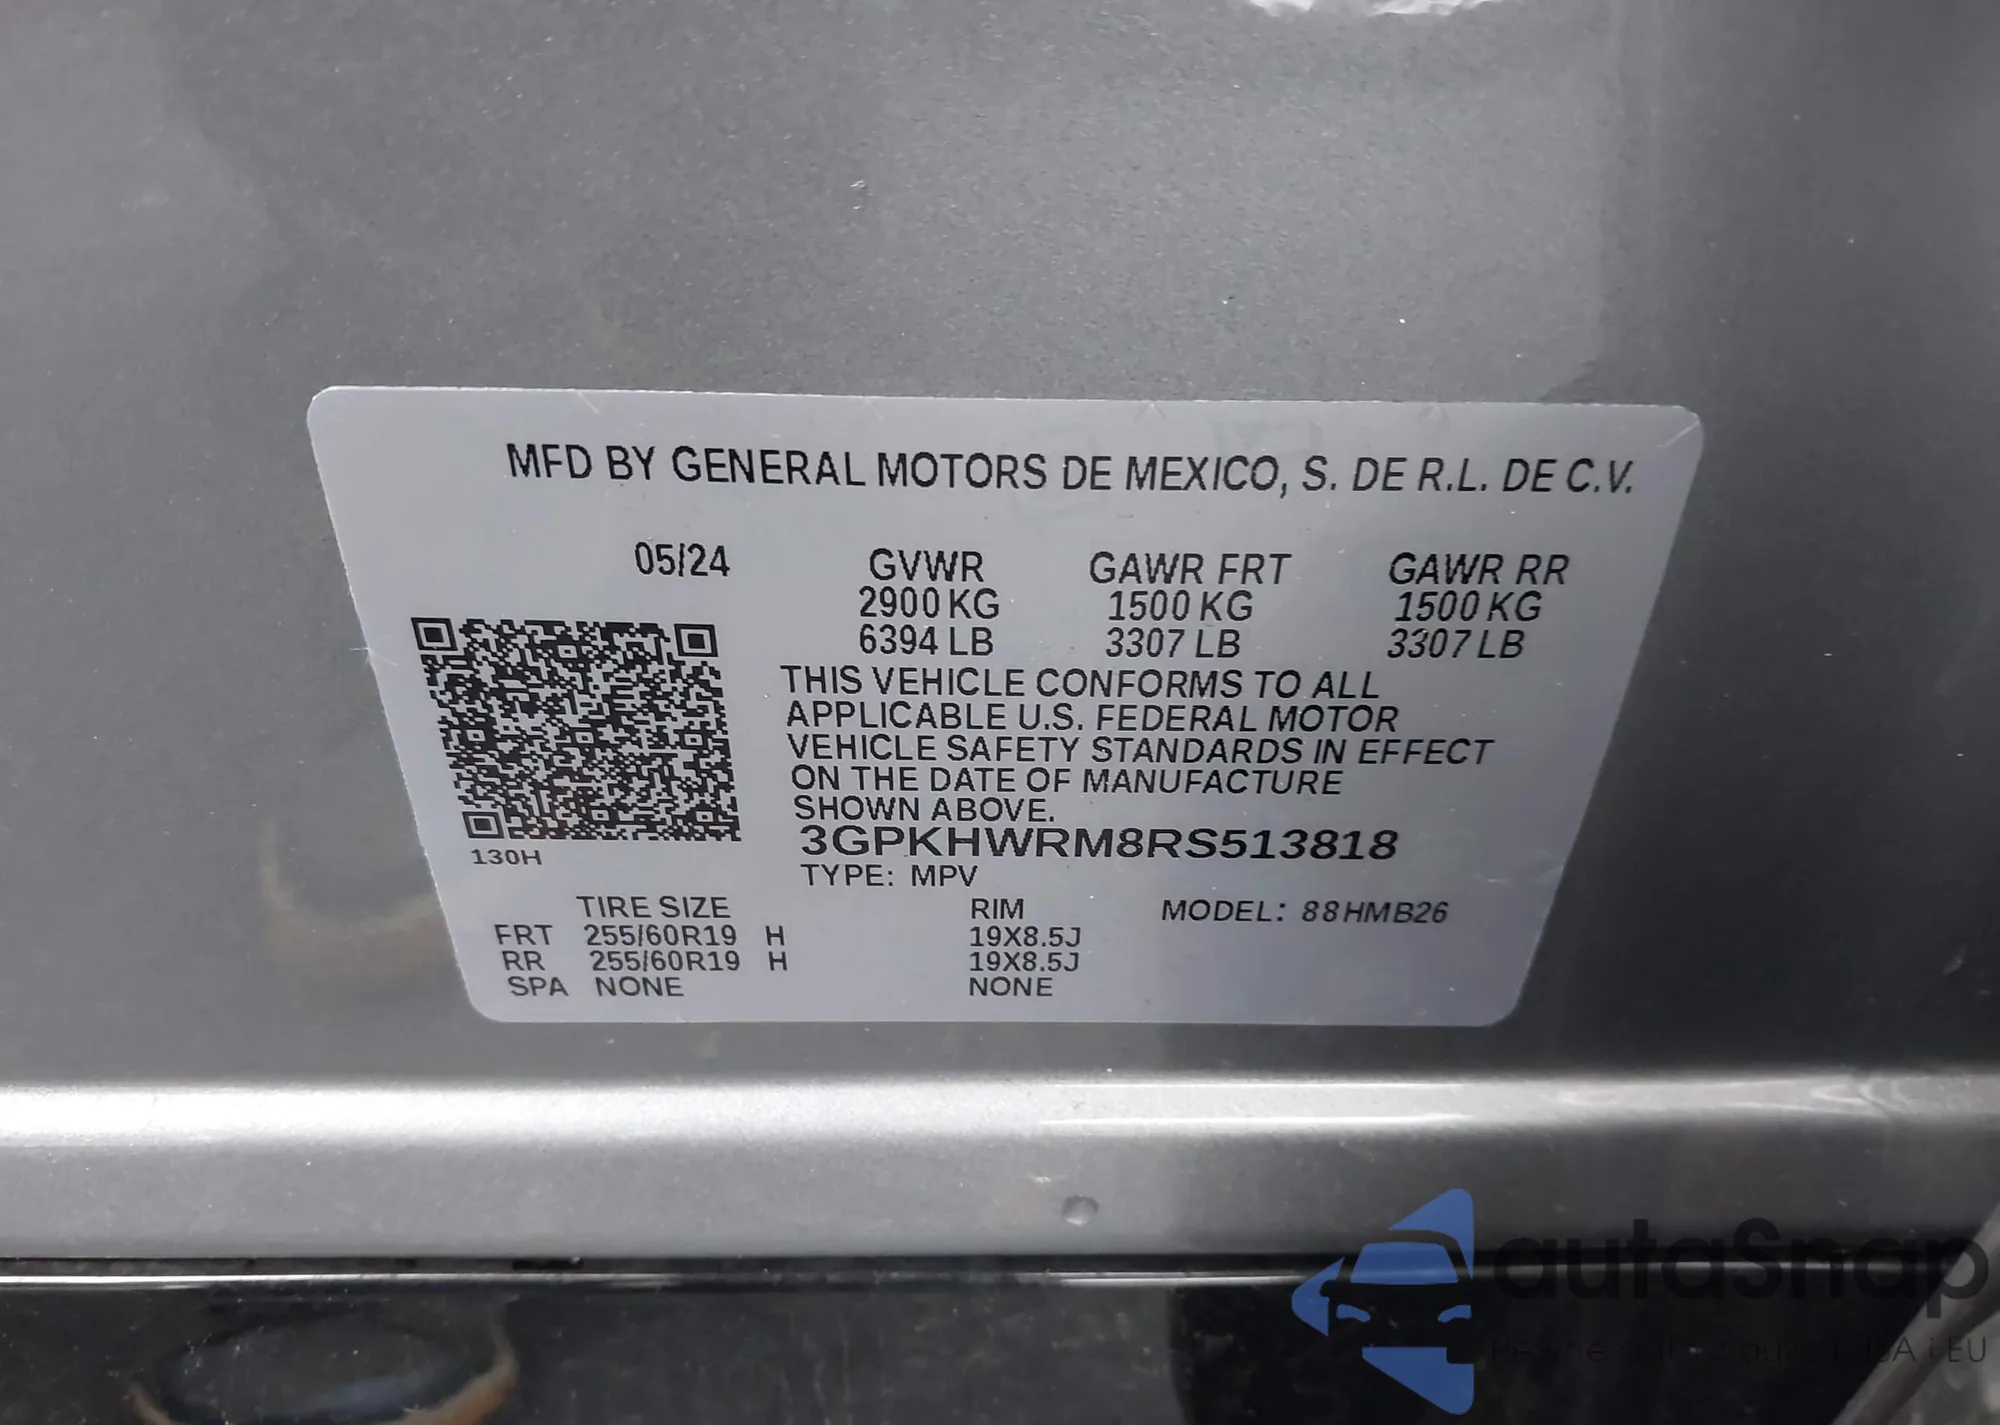 MFD BY GENERAL MOTORS DE MEXICO, S. DE R.L. DE C.V.
05/24 GVWR GAWR FRT GAWR RR
2900 KG 1500 KG 1500 KG
6394 LB 3307 LB 3307 LB
THIS VEHICLE CONFORMS TO ALL
APPLICABLE U.S. FEDERAL MOTOR
VEHICLE SAFETY STANDARDS IN EFFECT
ON THE DATE OF MANUFACTURE
SHOWN ABOVE.
130H
3GPKHWRM8RS513818
TYPE: MPV
TIRE SIZE RIM MODEL: 88HMB26
FRT 255/60R19 H 19X8.5J
RR 255/60R19 H 19X8.5J
SPA NONE NONE
autaSnap
i EU